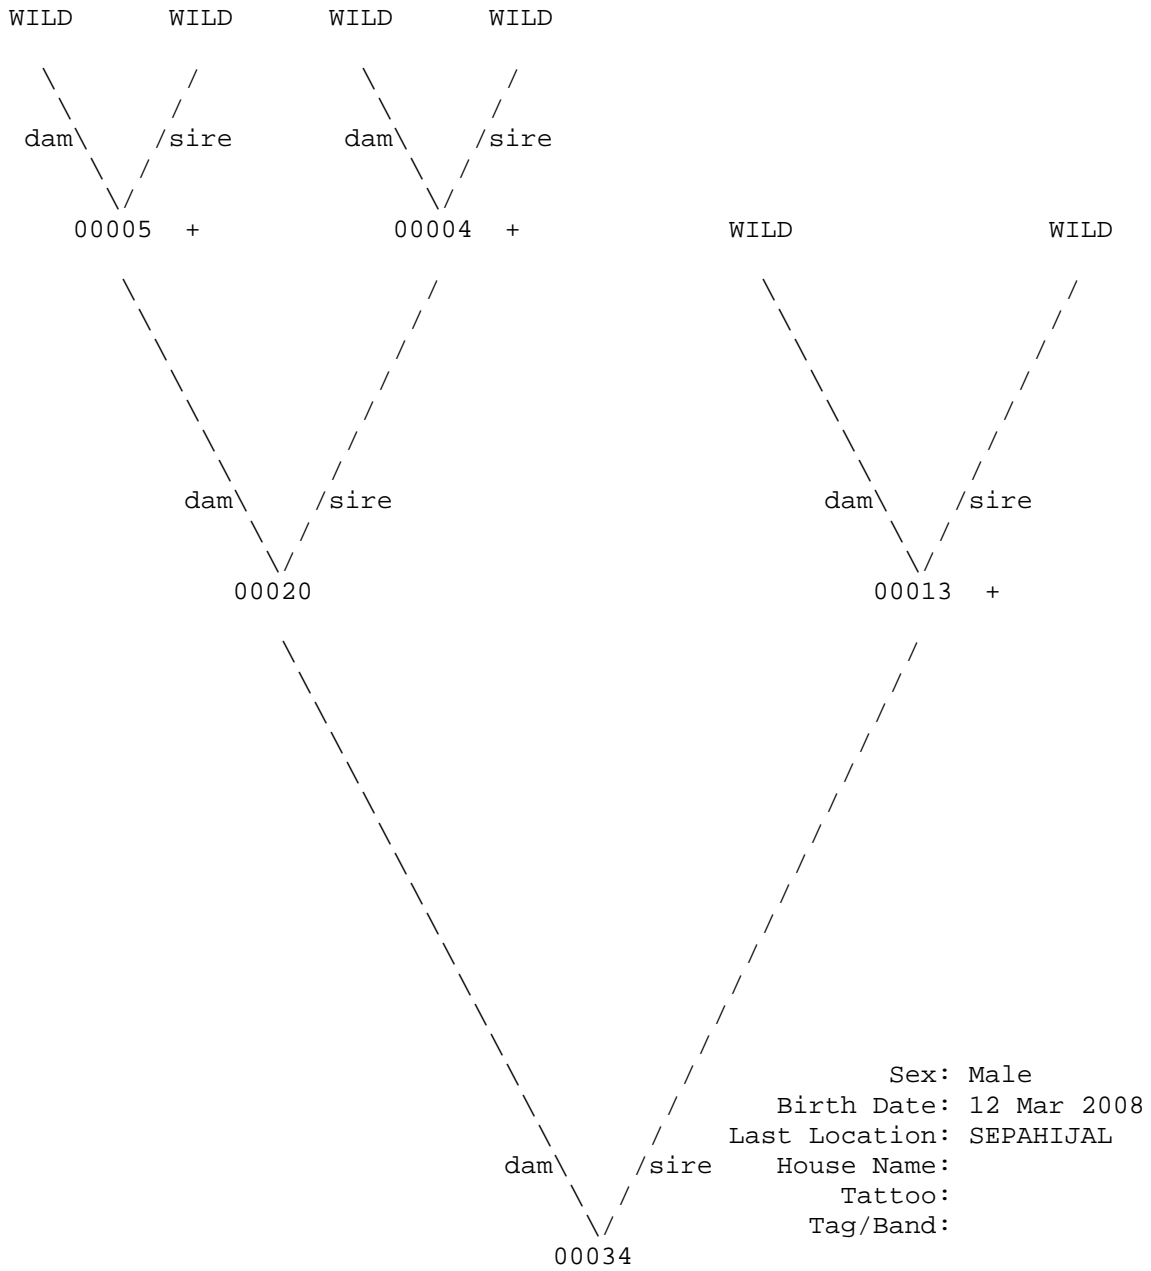 WILD WILD WILD WILD
dam sire dam sire
00005 + 00004 + WILD WILD
dam sire dam sire
00020 00013 +
Sex: Male
Birth Date: 12 Mar 2008
Last Location: SEPAHIJAL
dam sire House Name:
Tattoo:
Tag/Band:
00034